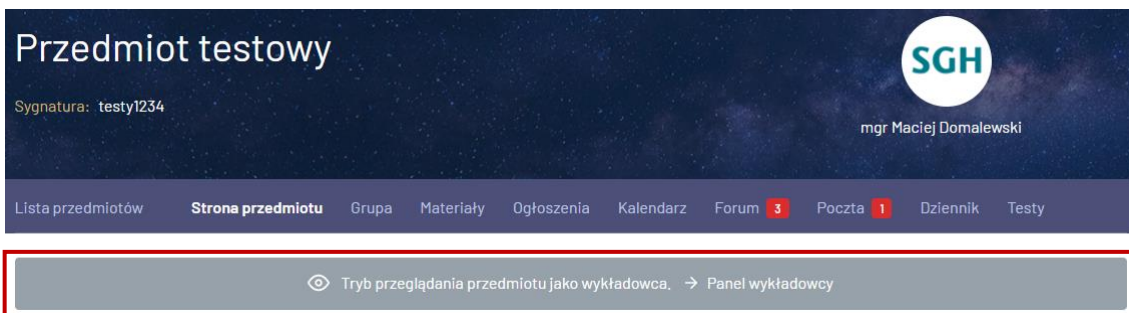 Przedmiot testowy
SGH
Sygnatura: testy1234
mgr Maciej Domalewski
Lista przedmiotów Strona przedmiotu Grupa Materiały Ogłoszenia Kalendarz Forum 3 Poczta 1 Dziennik Testy
Tryb przeglądania przedmiotu jako wykładowca. → Panel wykładowcy